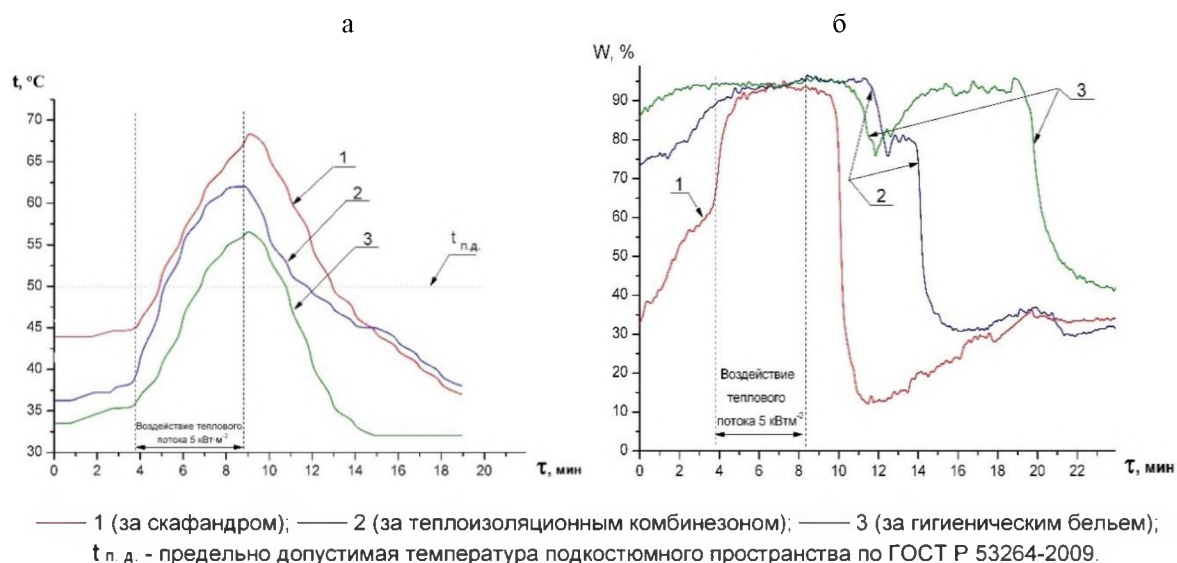 а
б
t, °C
W, %
70
65
60
55
50
45
40
35
30
0 2 4 6 8 10 12 14 16 18 20
τ, мин
1
2
3
t п.д.
Воздействие теплового
потока 5 кВт·м-2
90
80
70
60
50
40
30
20
10
0
0 2 4 6 8 10 12 14 16 18 20 22
τ, мин
1
2
3
Воздействие
теплового
потока 5 кВтм-2
1 (за скафандром); 2 (за теплоизоляционным комбинезоном); 3 (за гигиеническим бельем);
t п. д. - предельно допустимая температура подкостюмного пространства по ГОСТ Р 53264-2009.